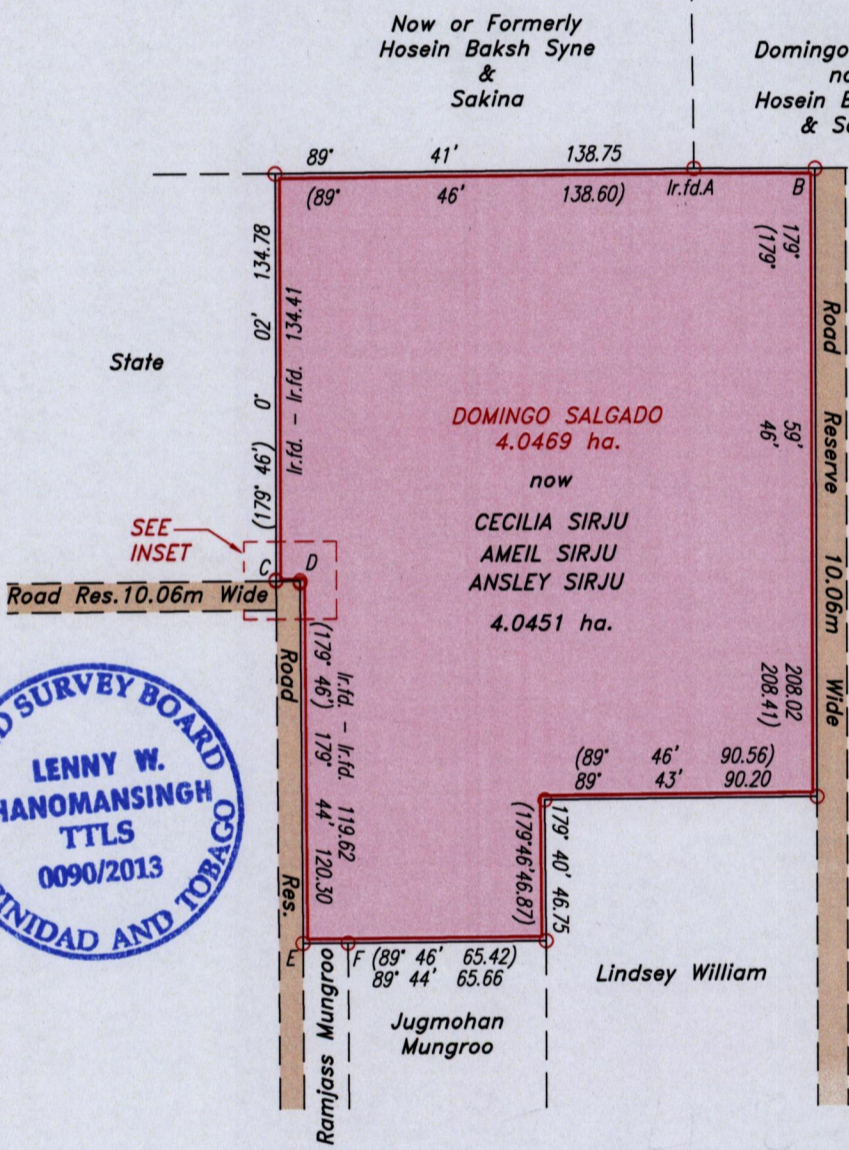 Now or Formerly
Hosein Baksh Syne
&
Sakina
Domingo
Hosein
&
89° 41' 138.75
(89° 46' 138.60)
Ir.fd.A
B
179° 59' 208.02
(179° 46' 208.41)
Road Reserve 10.06m Wide
(179° 46') 0° 02' 134.78
Ir.fd. - Ir.fd. 134.41
State
DOMINGO SALGADO
4.0469 ha.
now
CECILIA SIRJU
AMEIL SIRJU
ANSLEY SIRJU
4.0451 ha.
SEE
INSET
C
D
Road Res.10.06m Wide
Road Res.
Ir.fd. - Ir.fd. 119.62
(179° 46') 179° 44' 120.30
(89° 46' 90.56)
89° 43' 90.20
179° 40' 46.75
(179°46'46.87)
SURVEY BOARD
LENNY W.
HANOMANSINGH
TTLS
0090/2013
TRINIDAD AND TOBAGO
E
F
(89° 46' 65.42)
89° 44' 65.66
Lindsey William
Jugmohan
Mungroo
Ramjass Mungroo